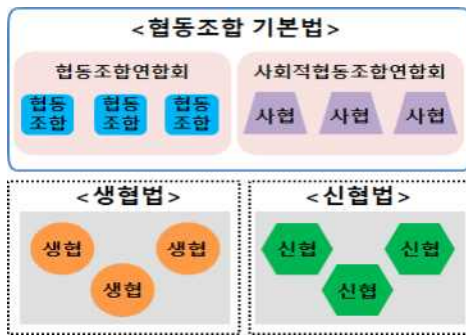 <협동조합 기본법>
협동조합연합회
사회적협동조합연합회
협동 협동 협동
조합 조합 조합
사협 사협 사협
<생협법>
<신협법>
생협 생협
생협
신협 신협
신협